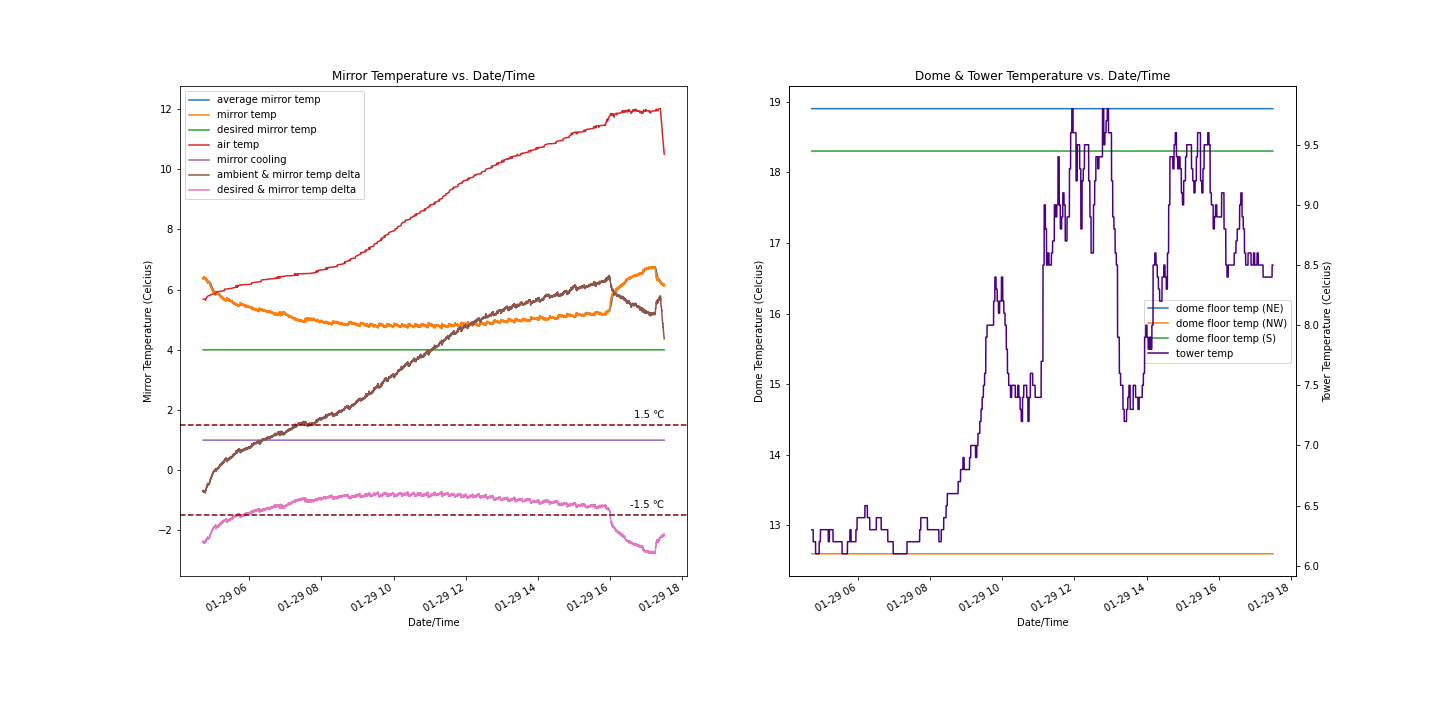 Mirror Temperature vs. Date/Time
Mirror Temperature (Celcius)
12
10
8
6
4
2
0
−2
average mirror temp
mirror temp
desired mirror temp
air temp
mirror cooling
ambient & mirror temp delta
desired & mirror temp delta
1.5 °C
-1.5 °C
01-29 06
01-29 08
01-29 10
01-29 12
01-29 14
01-29 16
01-29 18
Date/Time
Dome & Tower Temperature vs. Date/Time
Dome Temperature (Celcius)
19
18
17
16
15
14
13
dome floor temp (NE)
dome floor temp (NW)
dome floor temp (S)
tower temp
9.5
9.0
8.5
8.0
7.5
7.0
6.5
6.0
Tower Temperature (Celcius)
01-29 06
01-29 08
01-29 10
01-29 12
01-29 14
01-29 16
01-29 18
Date/Time